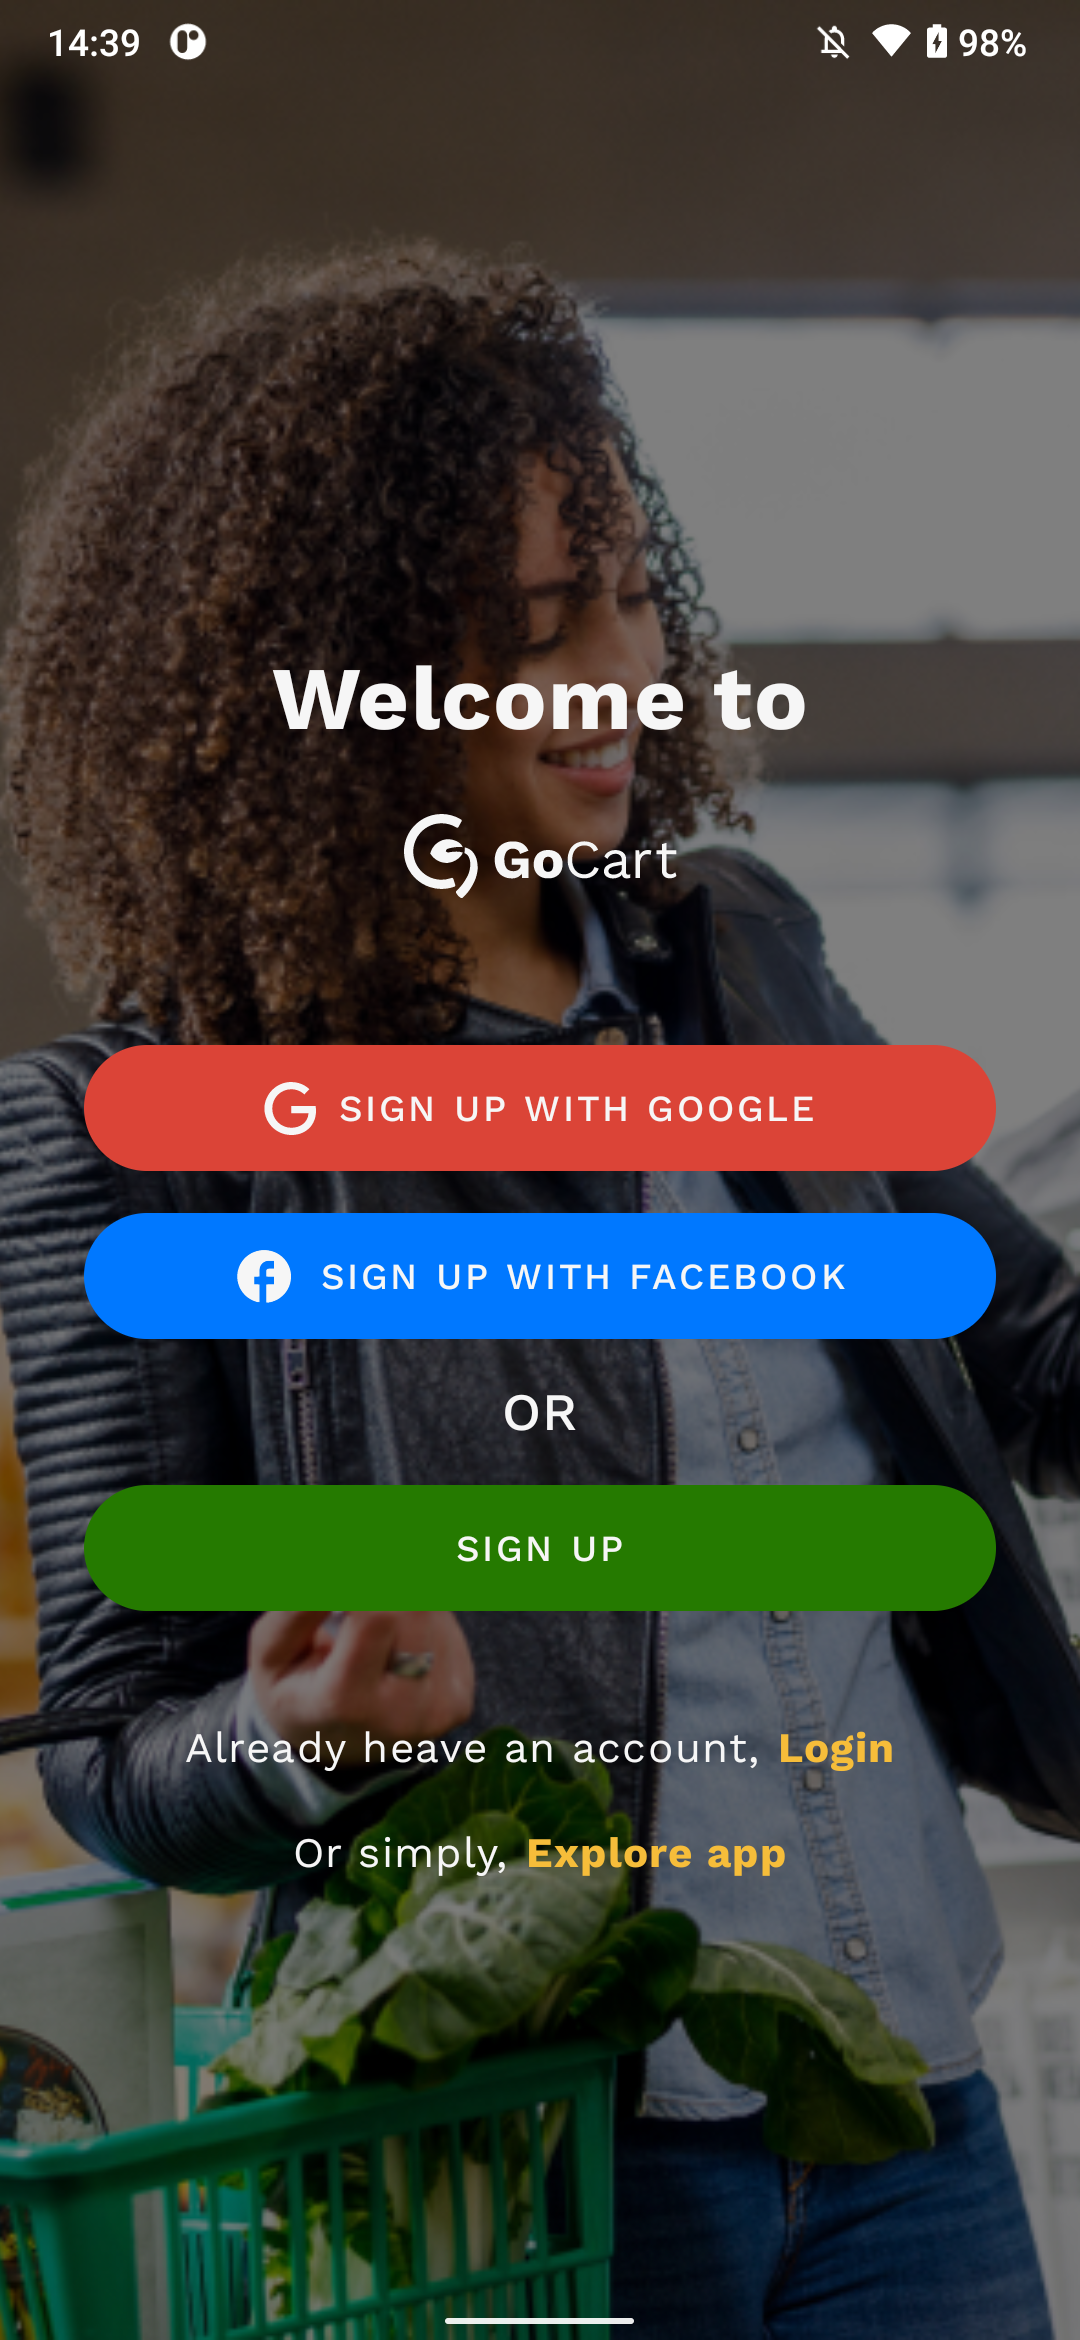 14:39 98%
Welcome to
GoCart
SIGN UP WITH GOOGLE
SIGN UP WITH FACEBOOK
OR
SIGN UP
Already heave an account, Login
Or simply, Explore app